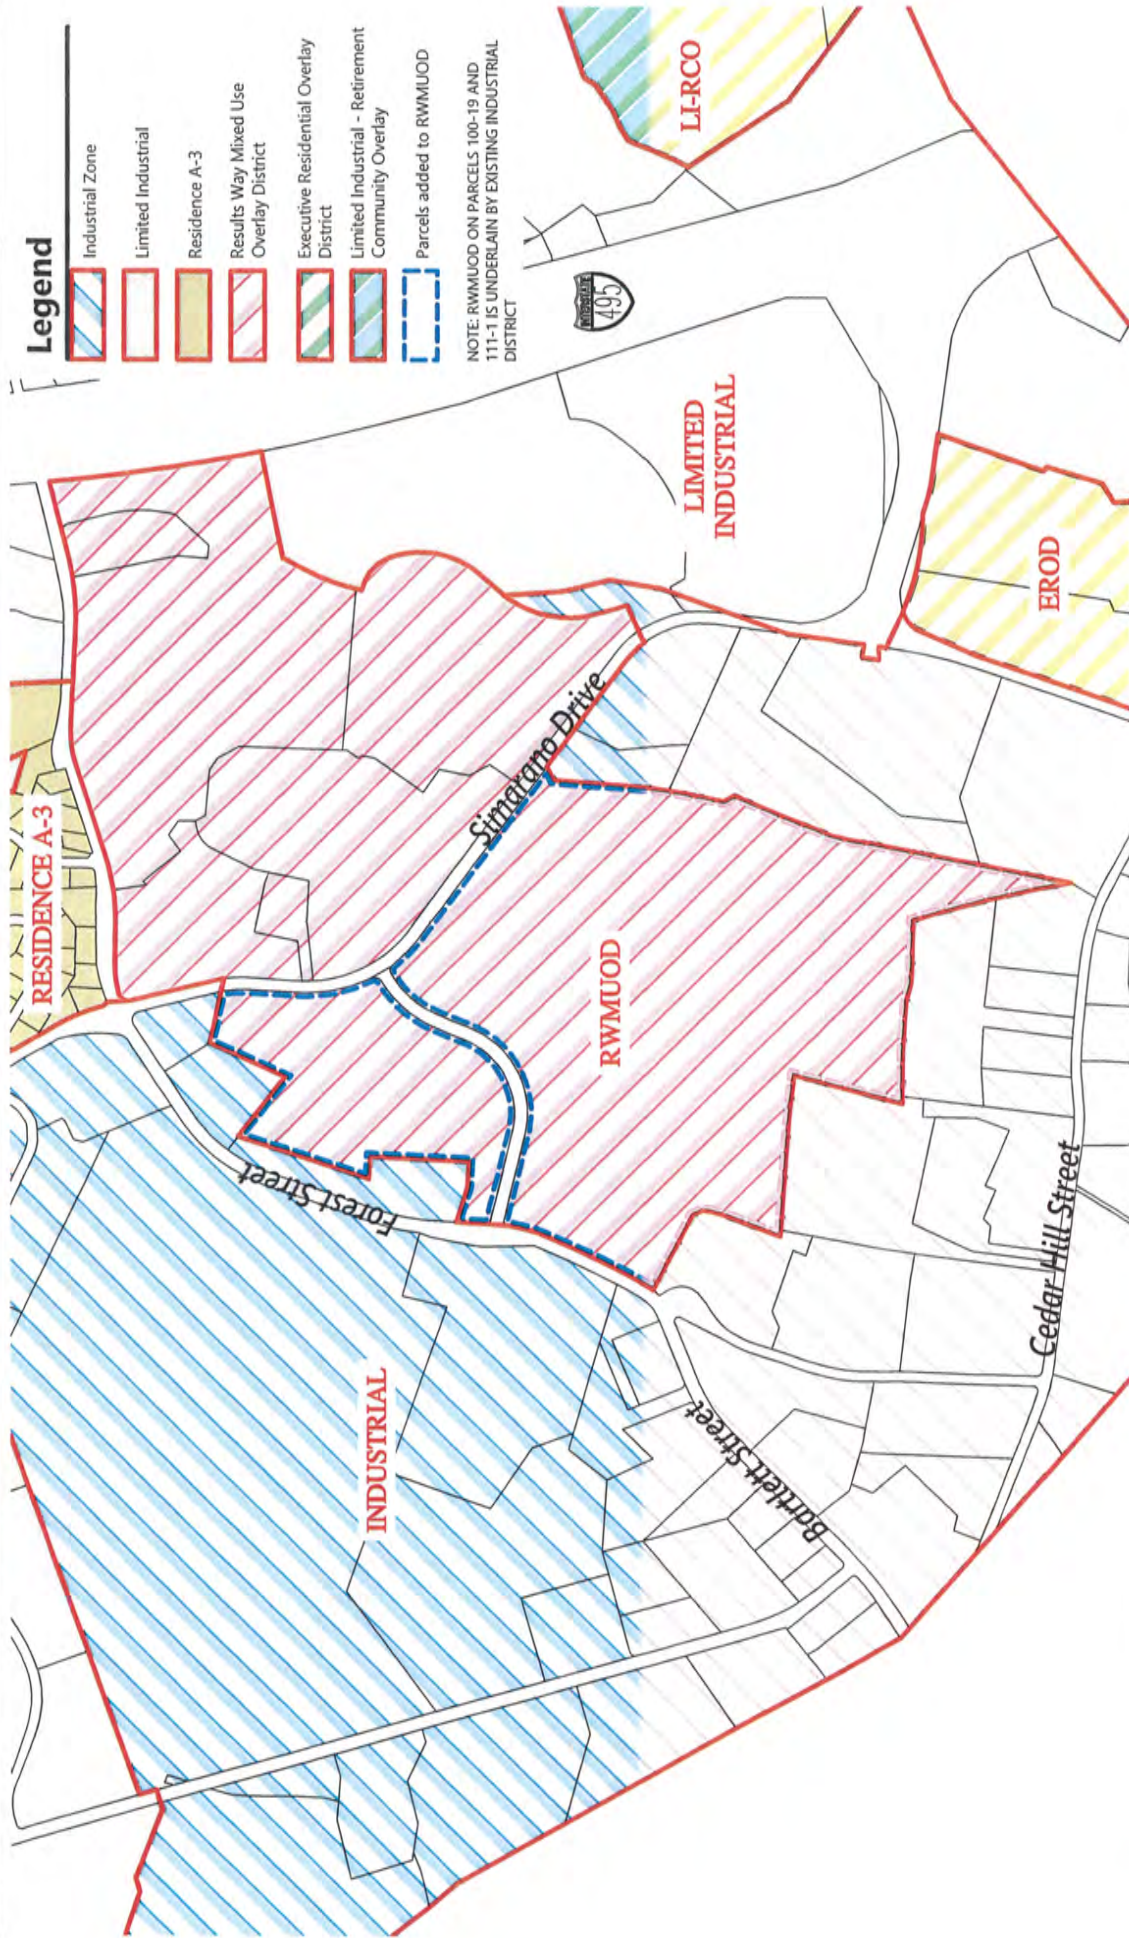 Legend
Industrial Zone
Limited Industrial
Residence A-3
Results Way Mixed Use
Overlay District
Executive Residential Overlay
District
Limited Industrial - Retirement
Community Overlay
Parcels added to RWMUOD
NOTE: RWMUOD ON PARCELS 100-19 AND
111-1 IS UNDERLAIN BY EXISTING INDUSTRIAL
DISTRICT
RESIDENCE A-3
INTERSTATE
495
LI-RCO
LIMITED
INDUSTRIAL
EROD
Simarano Drive
RWMUOD
Forest Street
INDUSTRIAL
Bartlett Street
Cedar Hill Street